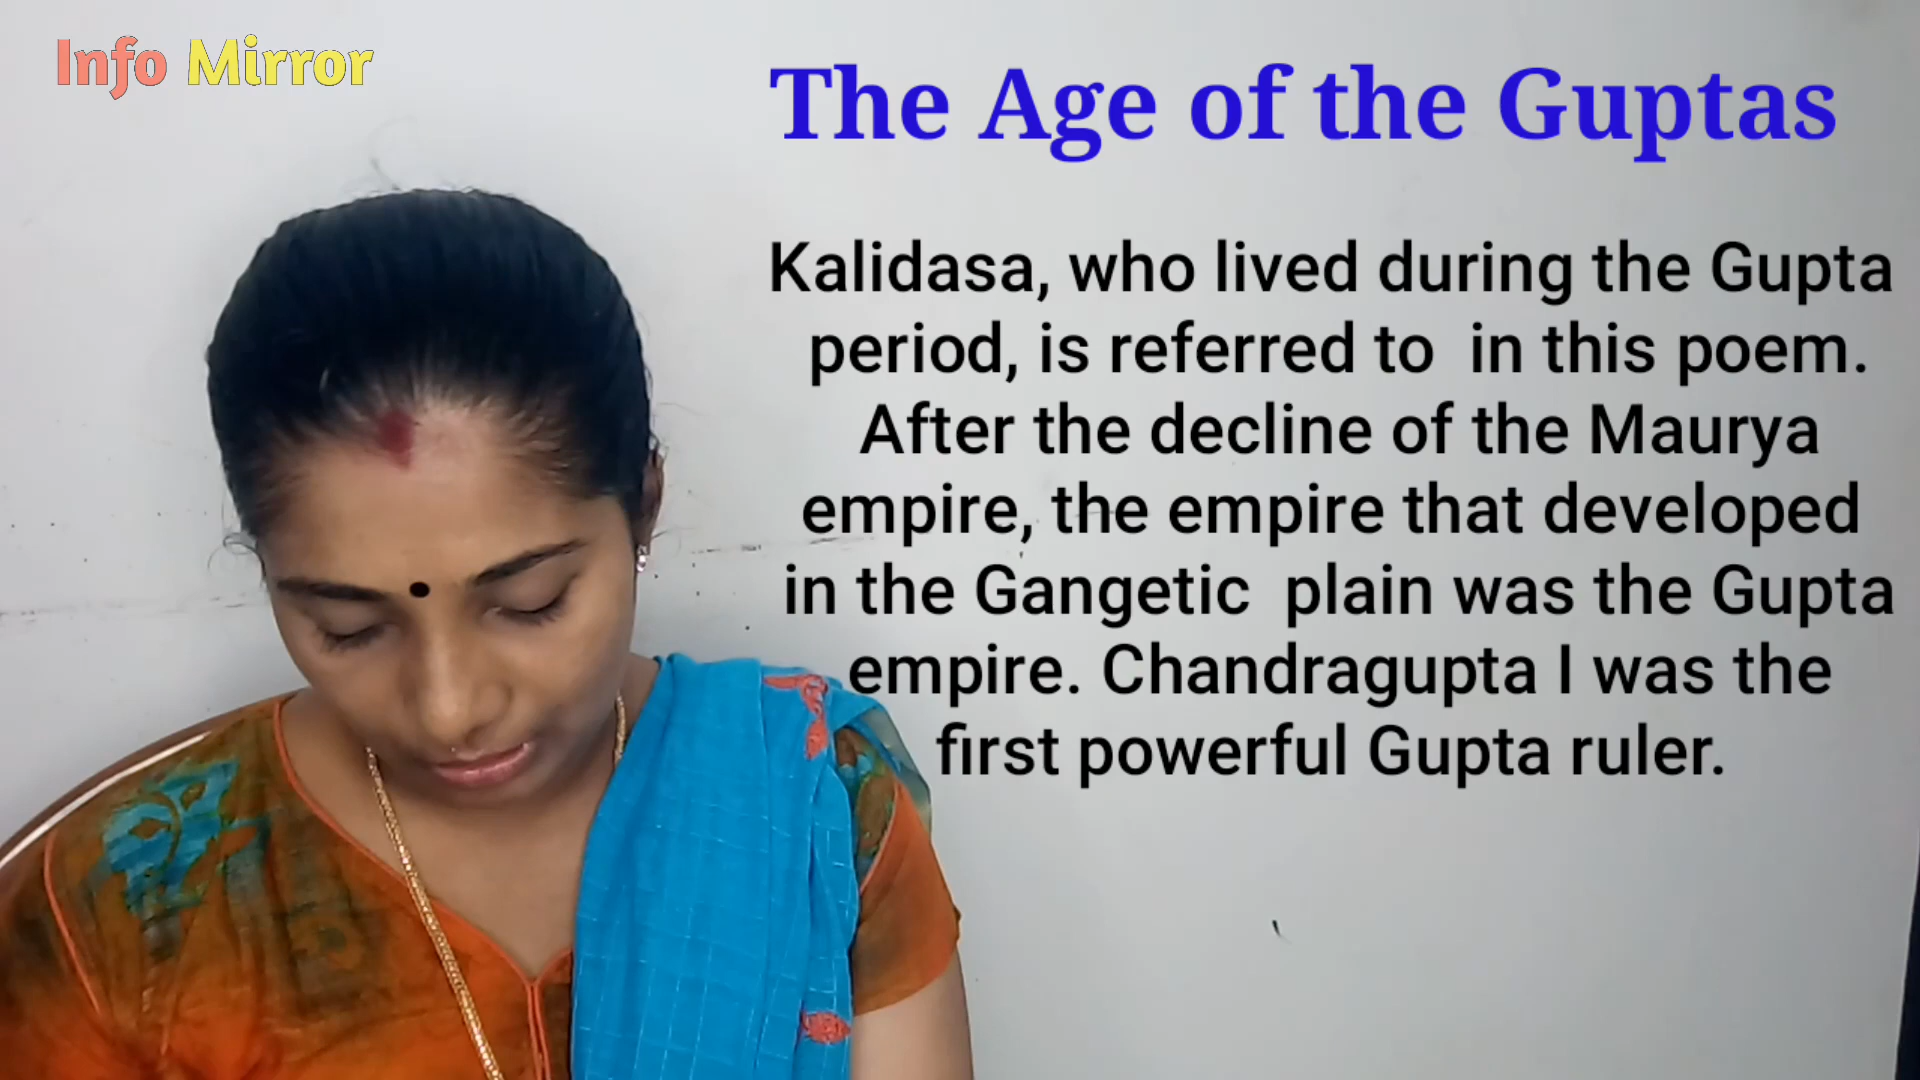 Info Mirror
The Age of the Guptas
Kalidasa, who lived during the Gupta
period, is referred to in this poem.
After the decline of the Maurya
empire, the empire that developed
in the Gangetic plain was the Gupta
empire. Chandragupta I was the
first powerful Gupta ruler.